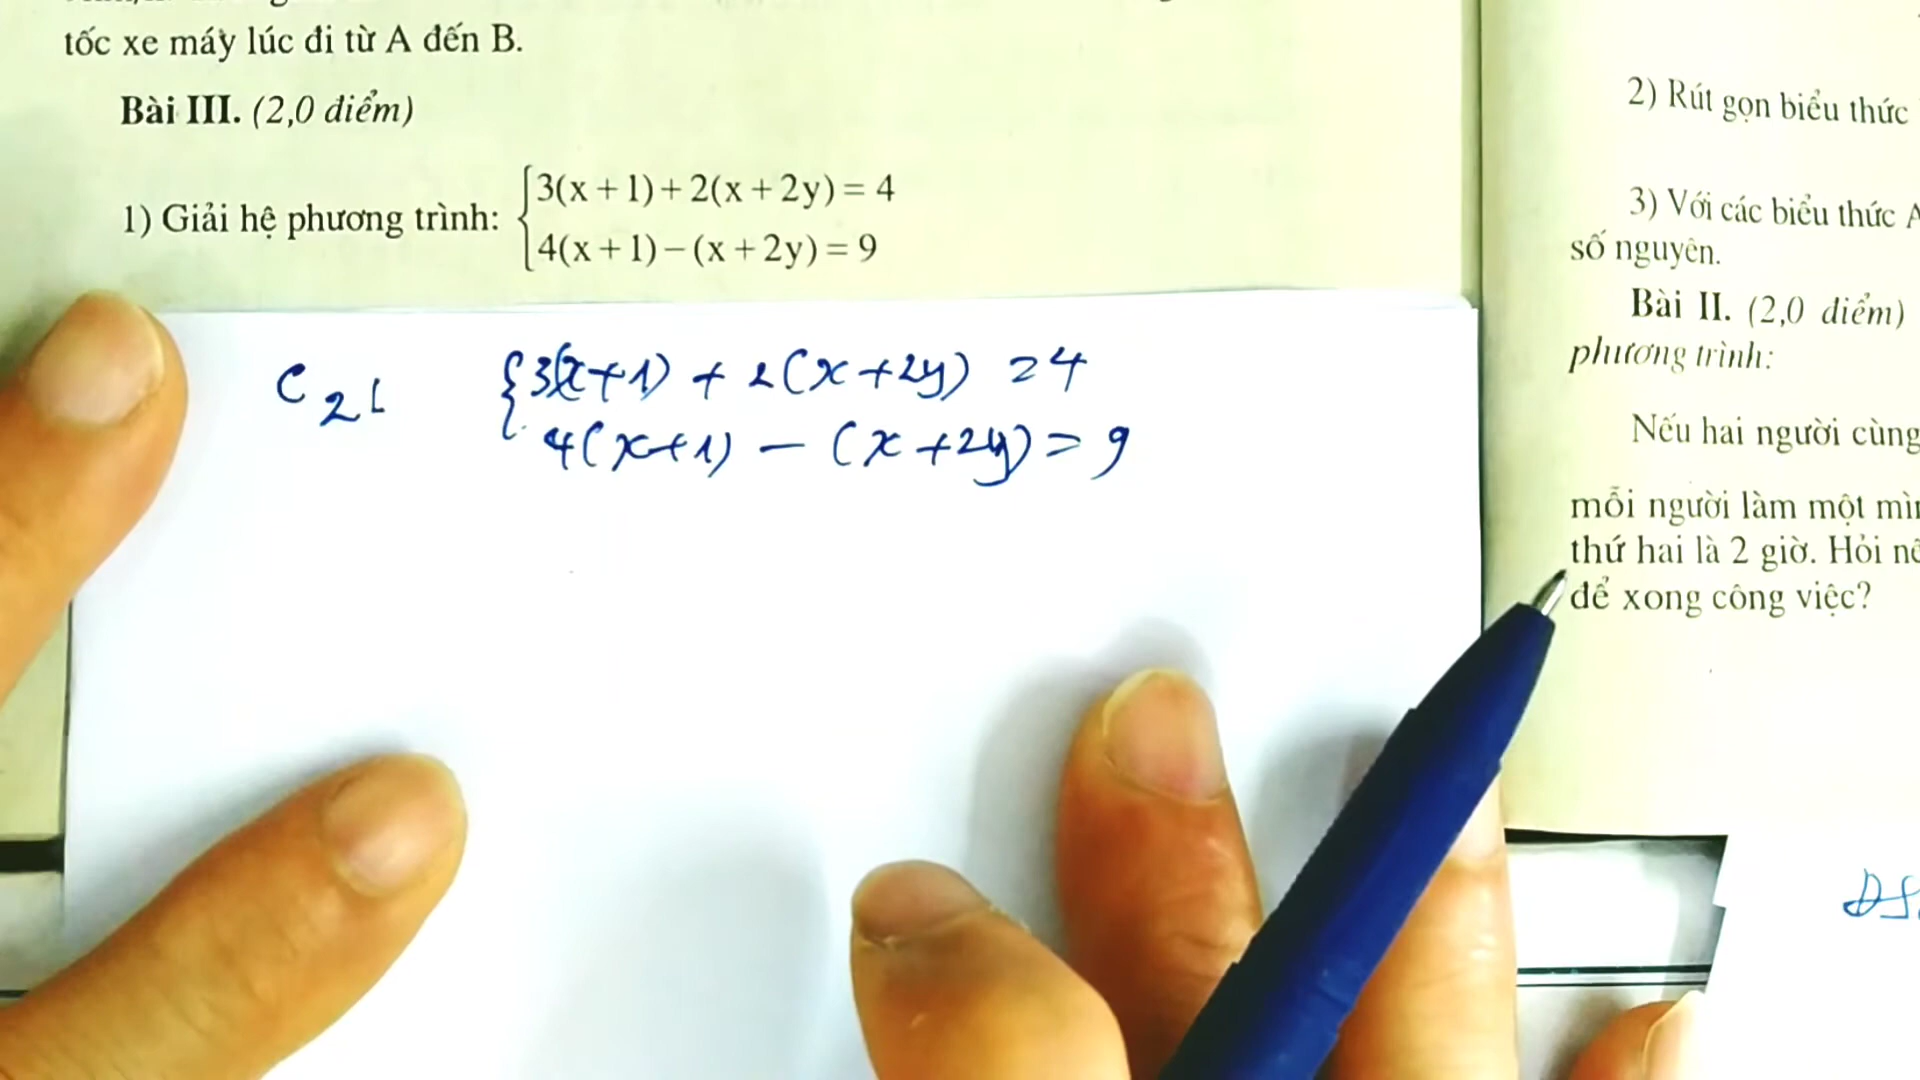 tốc xe máy lúc đi từ A đến B.
Bài III. (2,0 điểm)
1) Giải hệ phương trình: { 3(x + 1) + 2(x + 2y) = 4
4(x + 1) – (x + 2y) = 9
C2:
{ 3(x+1) + 2(x+2y) = 4
4(x+1) – (x+2y) = 9
2) Rút gọn biểu thức
3) Với các biểu thức A
số nguyên.
Bài II. (2,0 điểm)
phương trình:
Nếu hai người cùng
mỗi người làm một
thứ hai là 2 giờ. Hỏi
để xong công việc?